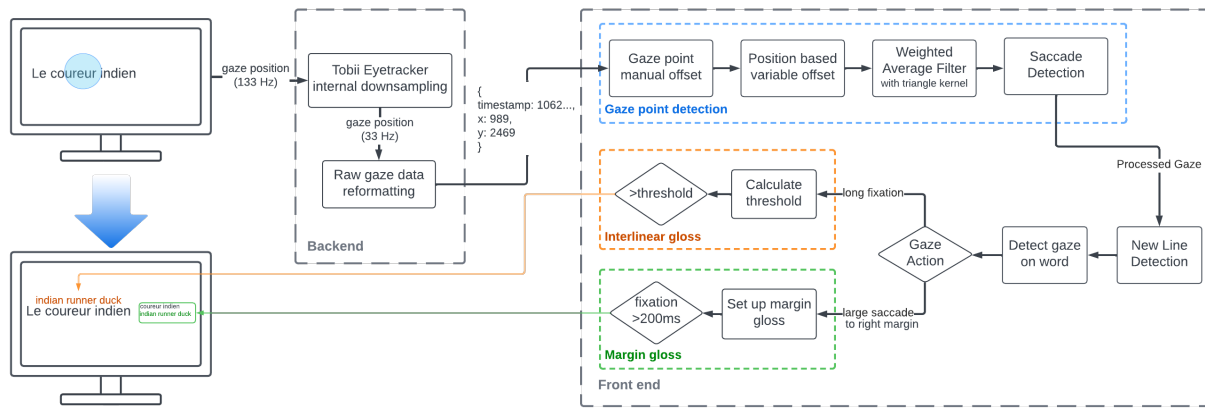 Le coureur indien
gaze position
(133 Hz)
Tobii Eyetracker
internal downsampling
gaze position
(33 Hz)
Raw gaze data
reformatting
Backend
{
timestamp: 1062...,
x: 989,
y: 2469
}
Gaze point
manual offset
Position based
variable offset
Weighted
Average Filter
with triangle kernel
Saccade
Detection
Gaze point detection
Processed Gaze
New Line
Detection
Detect gaze
on word
Gaze
Action
long fixation
Calculate
threshold
>threshold
Interlinear gloss
large saccade
to right margin
Set up margin
gloss
fixation
>200ms
Margin gloss
Front end
indian runner duck
Le coureur indien
coureur indien
indian runner duck